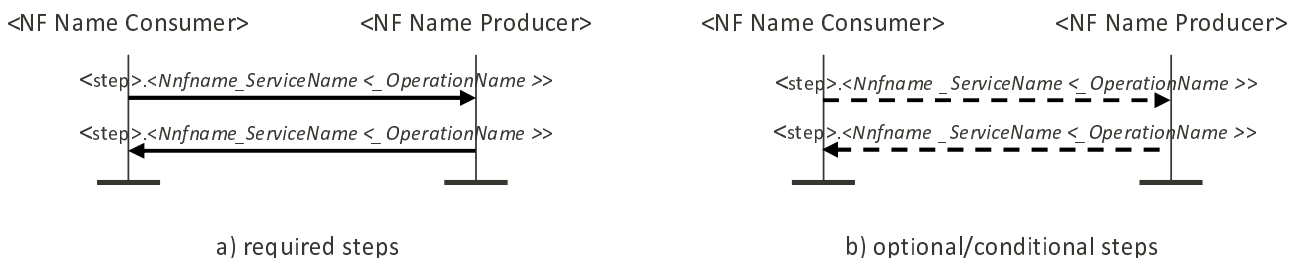 <NF Name Consumer> <NF Name Producer> <NF Name Consumer> <NF Name Producer>
<step>.<Nnfname_ServiceName <_OperationName >> <step>.<Nnfname _ServiceName <_OperationName >>
<step>.<Nnfname_ServiceName <_OperationName >> <step>.<Nnfname _ServiceName <_OperationName >>
a) required steps b) optional/conditional steps